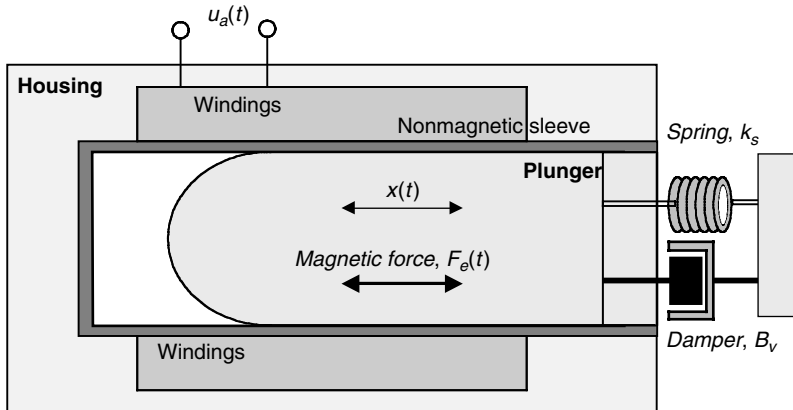 u_a(t)
Housing
Windings
Nonmagnetic sleeve
Spring, k_s
Plunger
x(t)
Magnetic force, F_e(t)
Windings
Damper, B_v